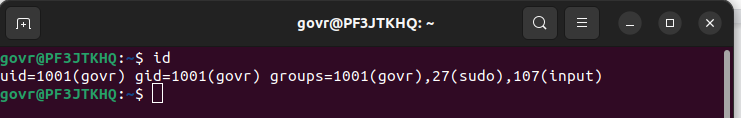 govr@PF3JTKHQ: ~
govr@PF3JTKHQ:~$ id
uid=1001(govr) gid=1001(govr) groups=1001(govr),27(sudo),107(input)
govr@PF3JTKHQ:~$